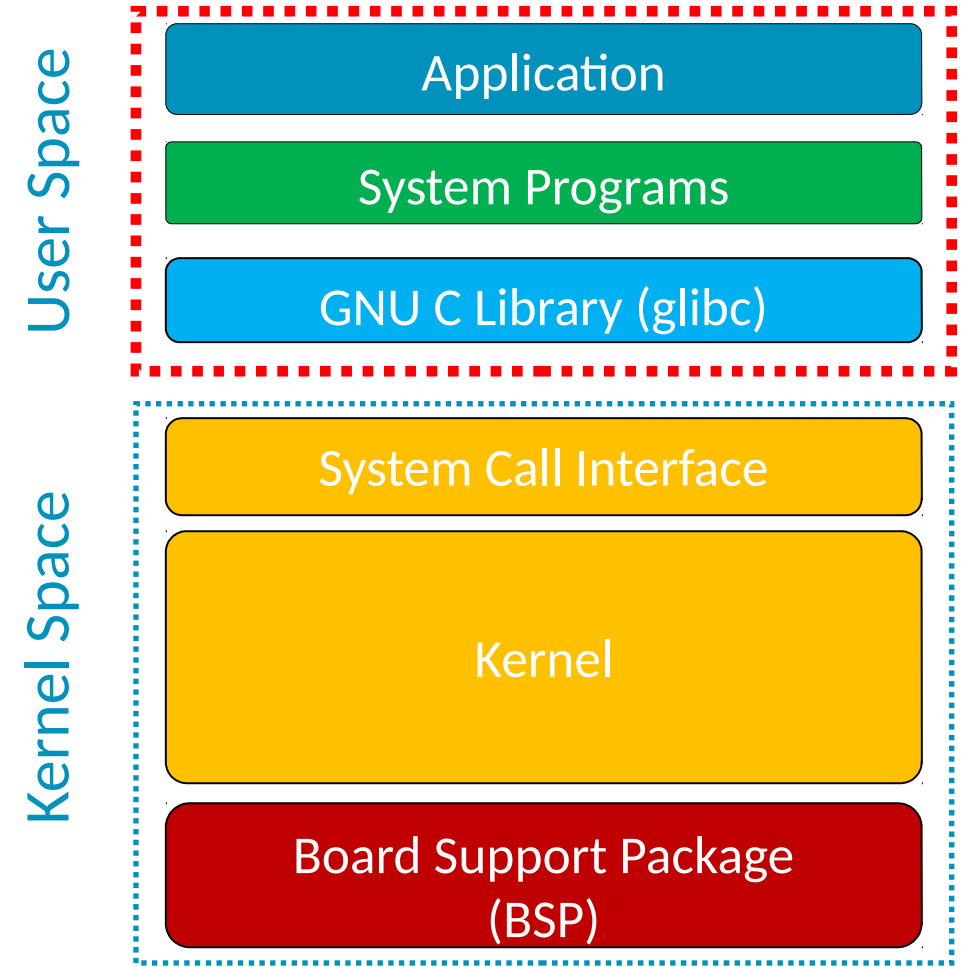 User Space
Application
System Programs
GNU C Library (glibc)
Kernel Space
System Call Interface
Kernel
Board Support Package
(BSP)